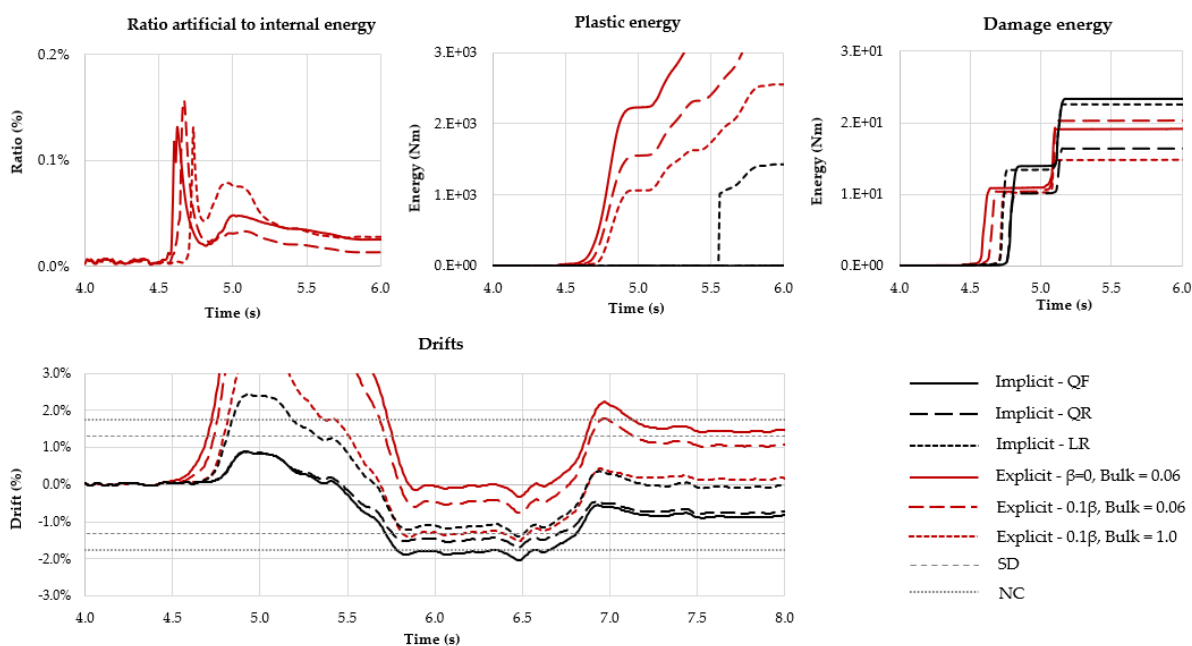 Ratio artificial to internal energy
0.2%
0.1%
0.0%
Ratio (%)
4.0 4.5 5.0 5.5 6.0
Time (s)
Plastic energy
3.E+03
2.E+03
1.E+03
0.E+00
Energy (Nm)
4.0 4.5 5.0 5.5 6.0
Time (s)
Damage energy
3.E+01
2.E+01
1.E+01
0.E+00
Energy (Nm)
4.0 4.5 5.0 5.5 6.0
Time (s)
Drifts
3.0%
2.0%
1.0%
0.0%
-1.0%
-2.0%
-3.0%
Drift (%)
4.0 4.5 5.0 5.5 6.0 6.5 7.0 7.5 8.0
Time (s)
Implicit - QF
Implicit - QR
Implicit - LR
Explicit - β=0, Bulk = 0.06
Explicit - 0.1β, Bulk = 0.06
Explicit - 0.1β, Bulk = 1.0
SD
NC